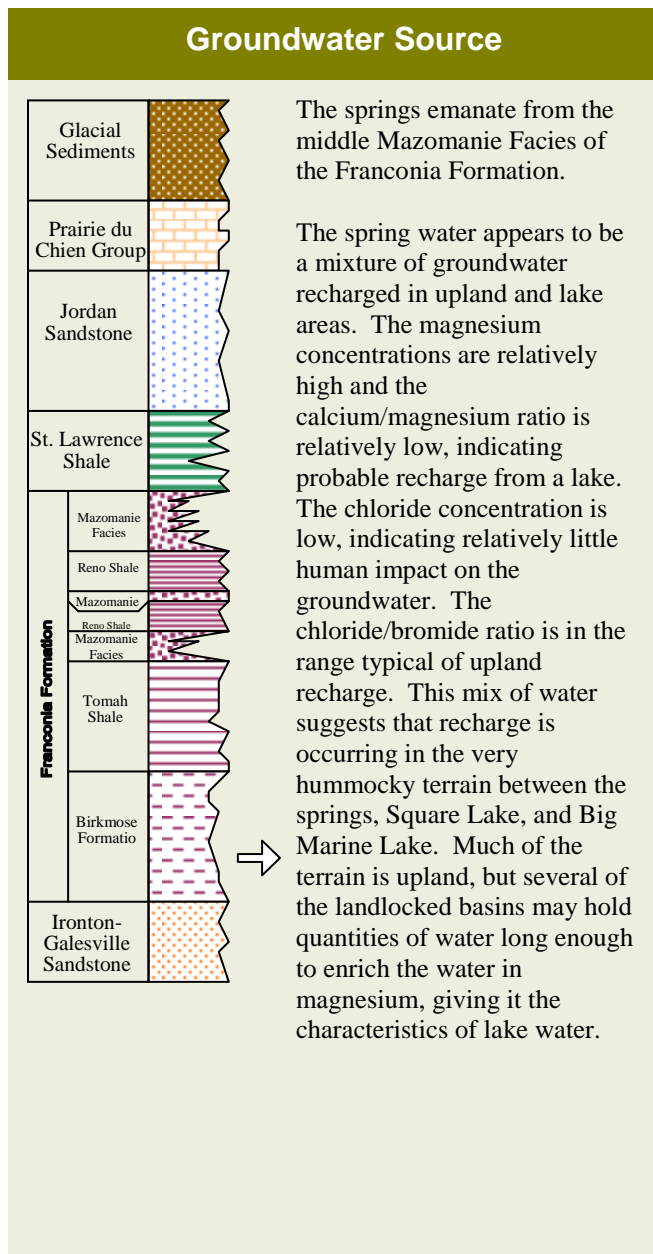 Groundwater Source
Glacial
Sediments
Prairie du
Chien Group
Jordan
Sandstone
St. Lawrence
Shale
Franconia Formation
Mazomanie
Facies
Reno Shale
Mazomanie
Reno Shale
Mazomanie
Facies
Tomah
Shale
Birkmose
Formatio
Ironton-
Galesville
Sandstone
The springs emanate from the
middle Mazomanie Facies of
the Franconia Formation.
The spring water appears to be
a mixture of groundwater
recharged in upland and lake
areas.  The magnesium
concentrations are relatively
high and the
calcium/magnesium ratio is
relatively low, indicating
probable recharge from a lake.
The chloride concentration is
low, indicating relatively little
human impact on the
groundwater.  The
chloride/bromide ratio is in the
range typical of upland
recharge.  This mix of water
suggests that recharge is
occurring in the very
hummocky terrain between the
springs, Square Lake, and Big
Marine Lake.  Much of the
terrain is upland, but several of
the landlocked basins may hold
quantities of water long enough
to enrich the water in
magnesium, giving it the
characteristics of lake water.